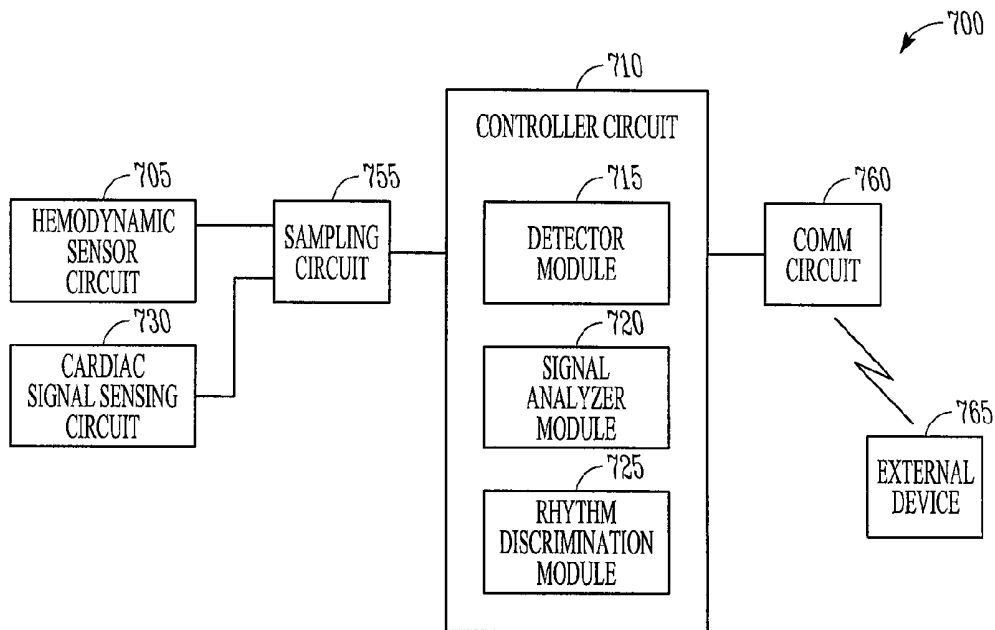 700
710
CONTROLLER CIRCUIT
705
HEMODYNAMIC
SENSOR
CIRCUIT
755
SAMPLING
CIRCUIT
715
DETECTOR
MODULE
760
COMM
CIRCUIT
730
CARDIAC
SIGNAL SENSING
CIRCUIT
720
SIGNAL
ANALYZER
MODULE
765
EXTERNAL
DEVICE
725
RHYTHM
DISCRIMINATION
MODULE